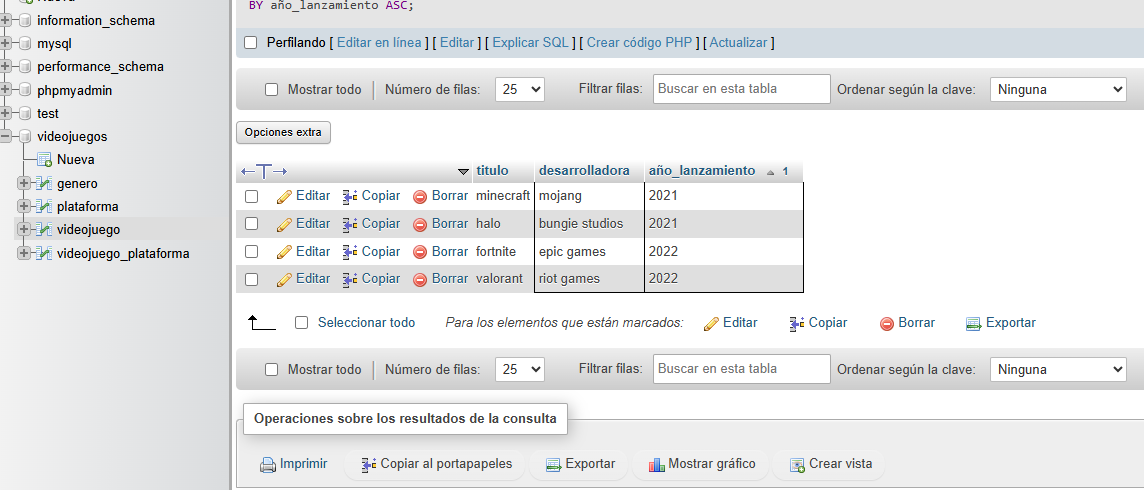 BY año_lanzamiento ASC;
Nueva
information_schema
mysql
performance_schema
phpmyadmin
test
videojuegos
Nueva
genero
plataforma
videojuego
videojuego_plataforma
Perfilando [ Editar en línea ] [ Editar ] [ Explicar SQL ] [ Crear código PHP ] [ Actualizar ]
Mostrar todo Número de filas: 25 Filtrar filas: Buscar en esta tabla Ordenar según la clave: Ninguna
Opciones extra
titulo desarrolladora año_lanzamiento 1
Editar Copiar Borrar minecraft mojang 2021
Editar Copiar Borrar halo bungie studios 2021
Editar Copiar Borrar fortnite epic games 2022
Editar Copiar Borrar valorant riot games 2022
Seleccionar todo Para los elementos que están marcados: Editar Copiar Borrar Exportar
Mostrar todo Número de filas: 25 Filtrar filas: Buscar en esta tabla Ordenar según la clave: Ninguna
Operaciones sobre los resultados de la consulta
Imprimir Copiar al portapapeles Exportar Mostrar gráfico Crear vista